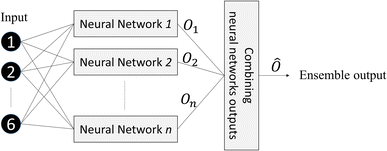 Input
1
2
6
Neural Network 1
Neural Network 2
Neural Network n
O1
O2
On
Combining
neural networks
outputs
Ô
Ensemble output